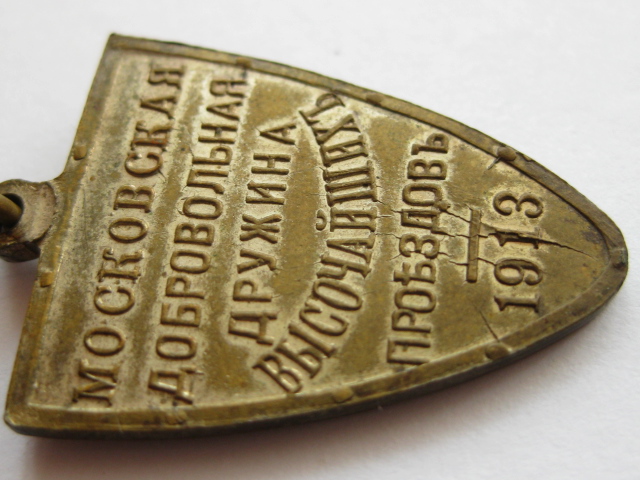 МОСКОВСКАЯ
ДОБРОВОЛЬНАЯ
ДРУЖИНА
ВЫСОЧАЙШИХЪ
ПРОѢЗДОВЪ
1913